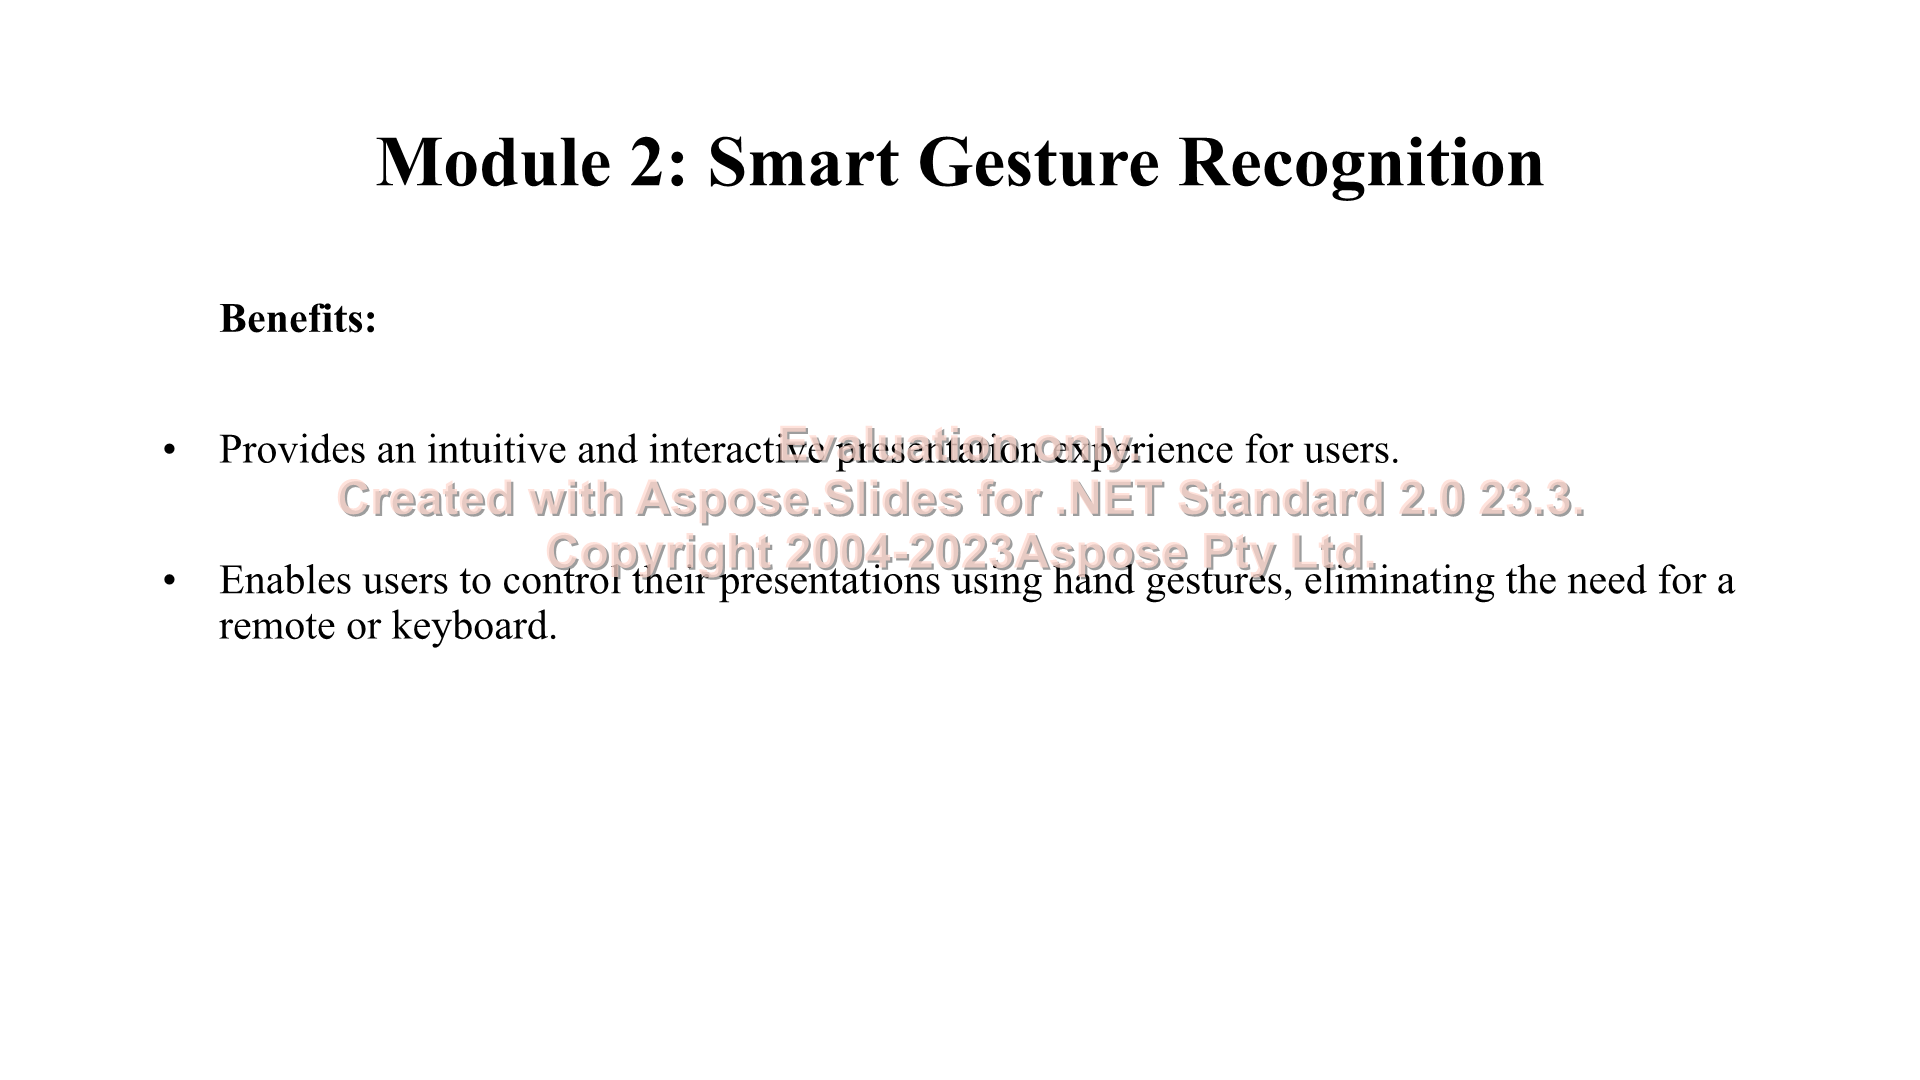 Module 2: Smart Gesture Recognition
Benefits:
• Provides an intuitive and interactive presentation experience for users.
Evaluation only.
Created with Aspose.Slides for .NET Standard 2.0 23.3.
Copyright 2004-2023Aspose Pty Ltd.
• Enables users to control their presentations using hand gestures, eliminating the need for a
remote or keyboard.